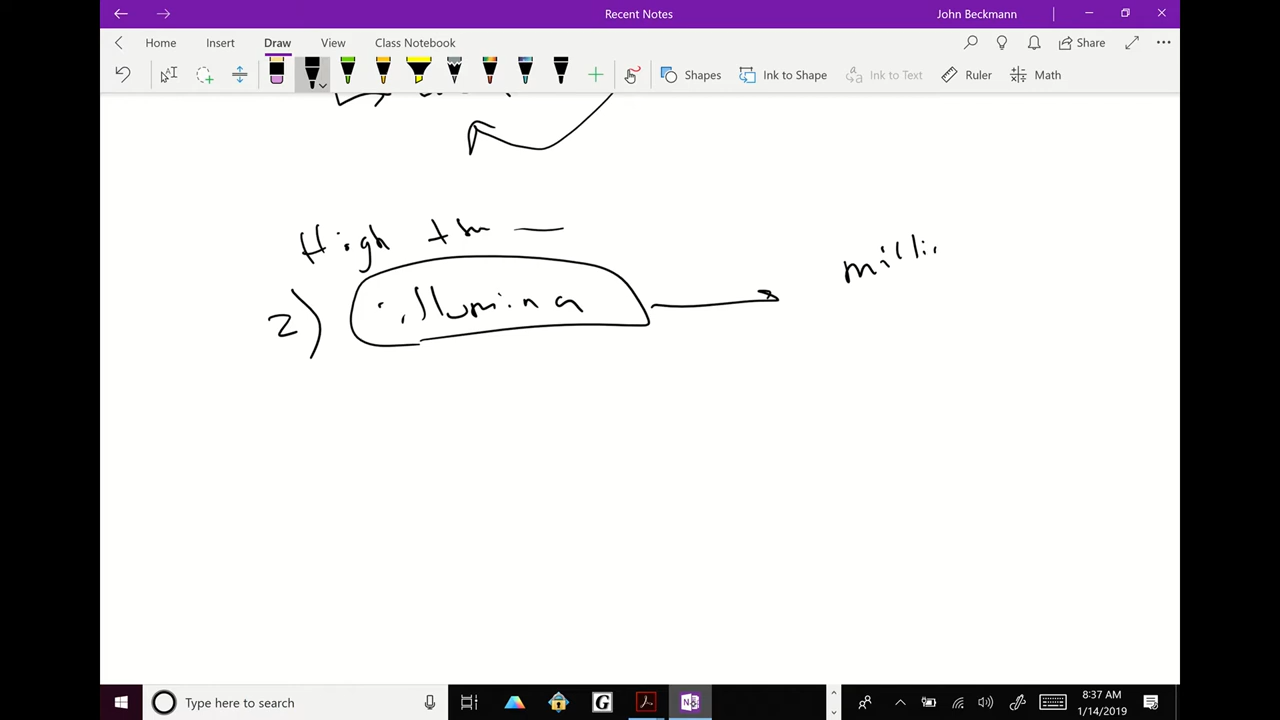 Recent Notes
John Beckmann
Home Insert Draw View Class Notebook
Share
Shapes
Ink to Shape
Ink to Text
Ruler
Math
High th —
milli
2) illumina
Type here to search
G
N
8:37 AM
1/14/2019